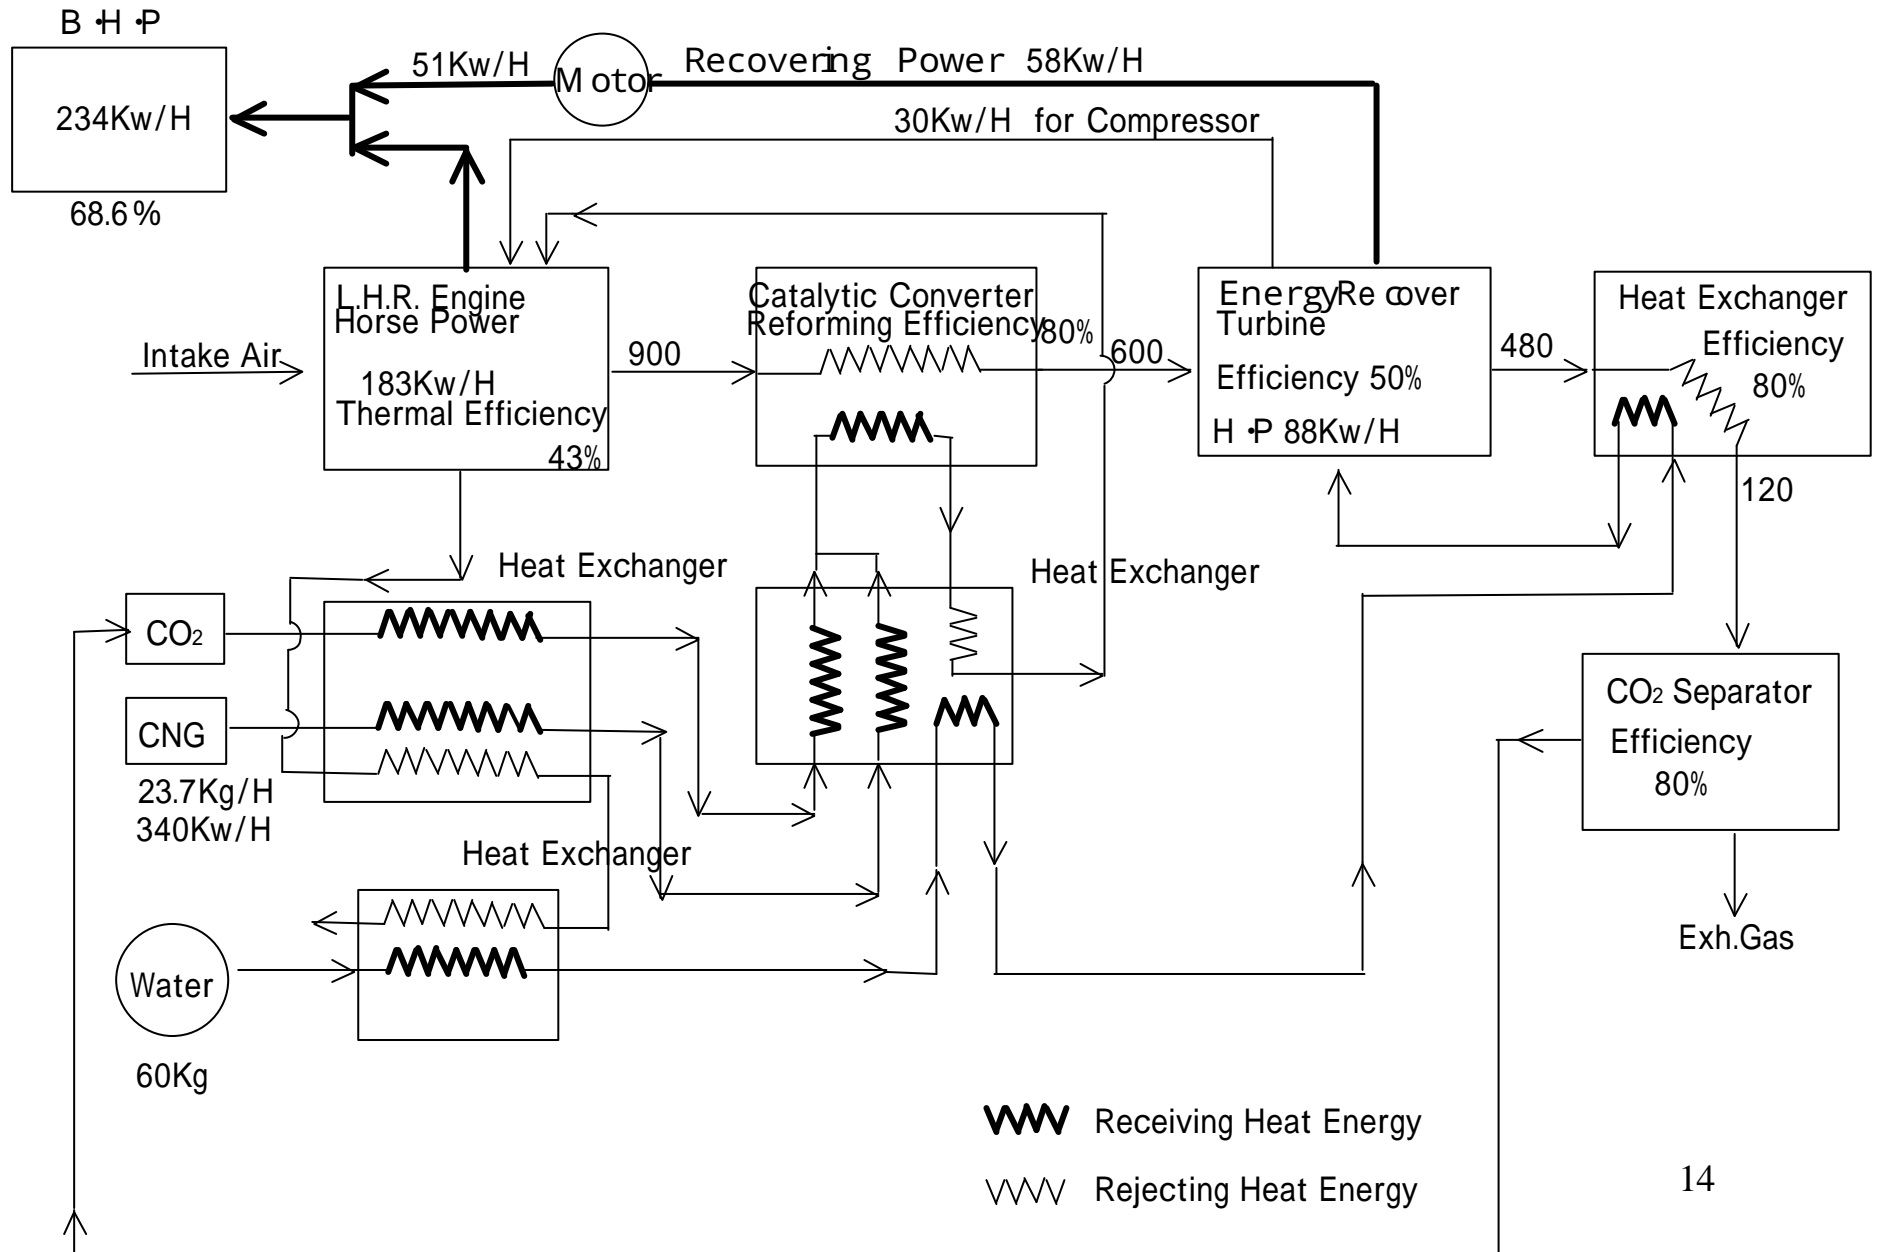 B·H·P
234Kw/H
68.6%
51Kw/H
Motor
Recovering Power 58Kw/H
30Kw/H for Compressor
Intake Air
L.H.R. Engine
Horse Power
183Kw/H
Thermal Efficiency
43%
900
Catalytic Converter
Reforming Efficiency
80%
600
Energy Recover
Turbine
Efficiency 50%
H·P 88Kw/H
480
Heat Exchanger
Efficiency
80%
120
Heat Exchanger
Heat Exchanger
CO2
CNG
23.7Kg/H
340Kw/H
Heat Exchanger
CO2 Separator
Efficiency
80%
Exh.Gas
Water
60Kg
Receiving Heat Energy
Rejecting Heat Energy
14